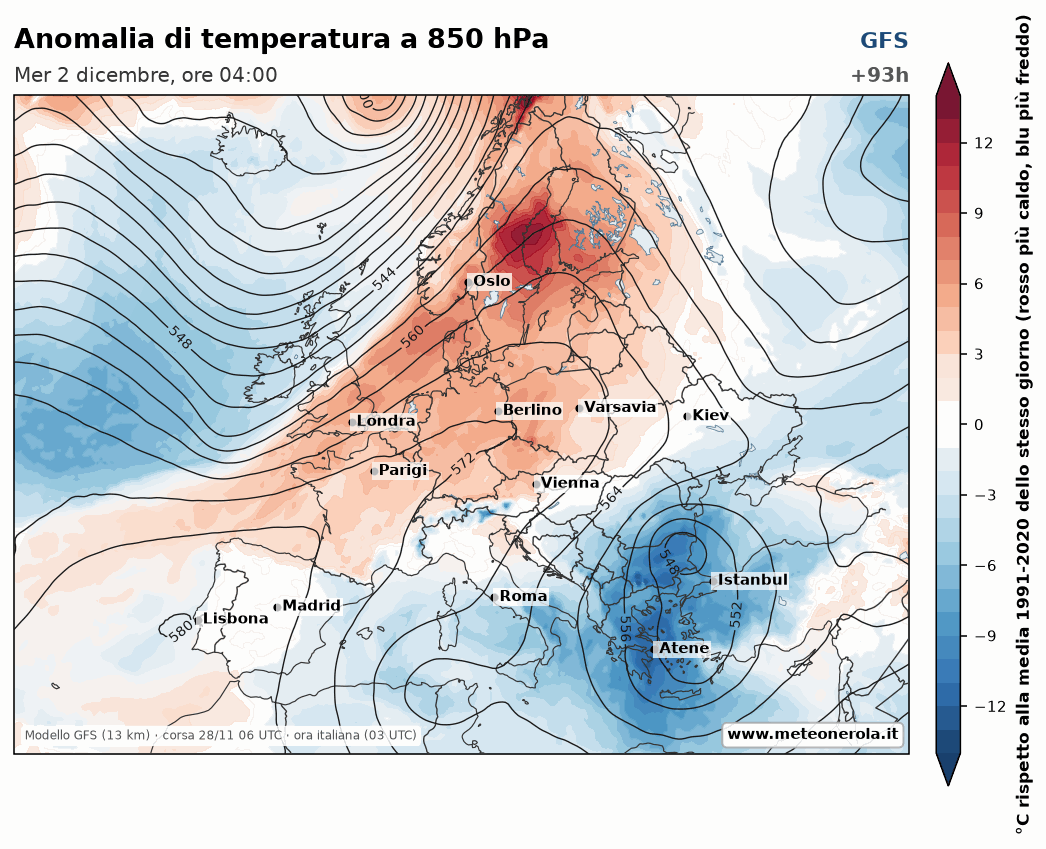 Anomalia di temperatura a 850 hPa
GFS
Mer 2 dicembre, ore 04:00
+93h
544
Oslo
548
560
Londra
Berlino
Varsavia
Kiev
572
Parigi
Vienna
564
548
Istanbul
Roma
Madrid
Lisbona
580
552
556
Atene
Modello GFS (13 km) · corsa 28/11 06 UTC · ora italiana (03 UTC)
www.meteonerola.it
12
9
6
3
0
−3
−6
−9
−12
°C rispetto alla media 1991-2020 dello stesso giorno (rosso più caldo, blu più freddo)